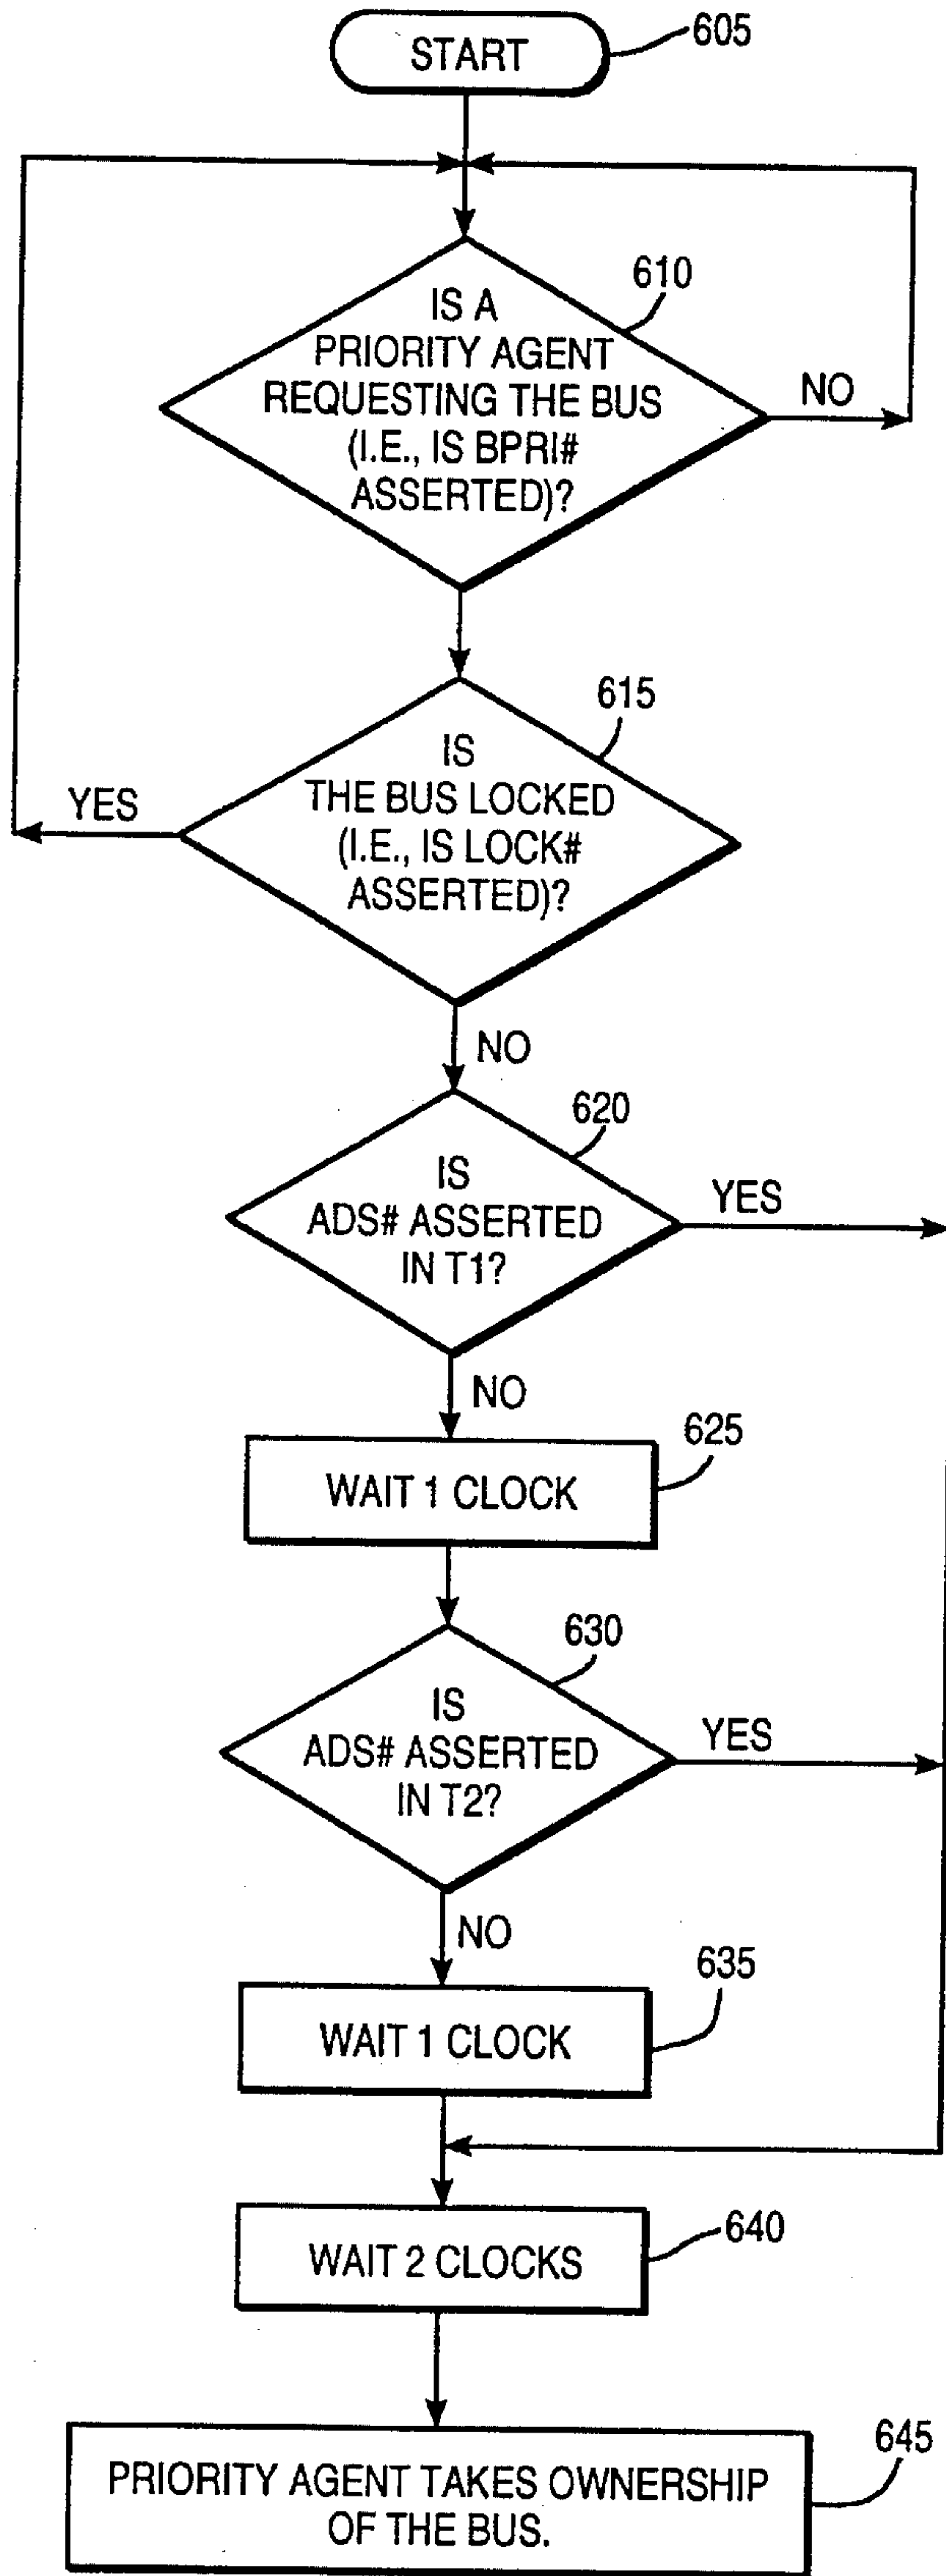 START
605
IS A
PRIORITY AGENT
REQUESTING THE BUS
(I.E., IS BPRI#
ASSERTED)?
610
NO
IS
THE BUS LOCKED
(I.E., IS LOCK#
ASSERTED)?
615
YES
NO
IS
ADS# ASSERTED
IN T1?
620
YES
NO
WAIT 1 CLOCK
625
IS
ADS# ASSERTED
IN T2?
630
YES
NO
WAIT 1 CLOCK
635
WAIT 2 CLOCKS
640
PRIORITY AGENT TAKES OWNERSHIP
OF THE BUS.
645